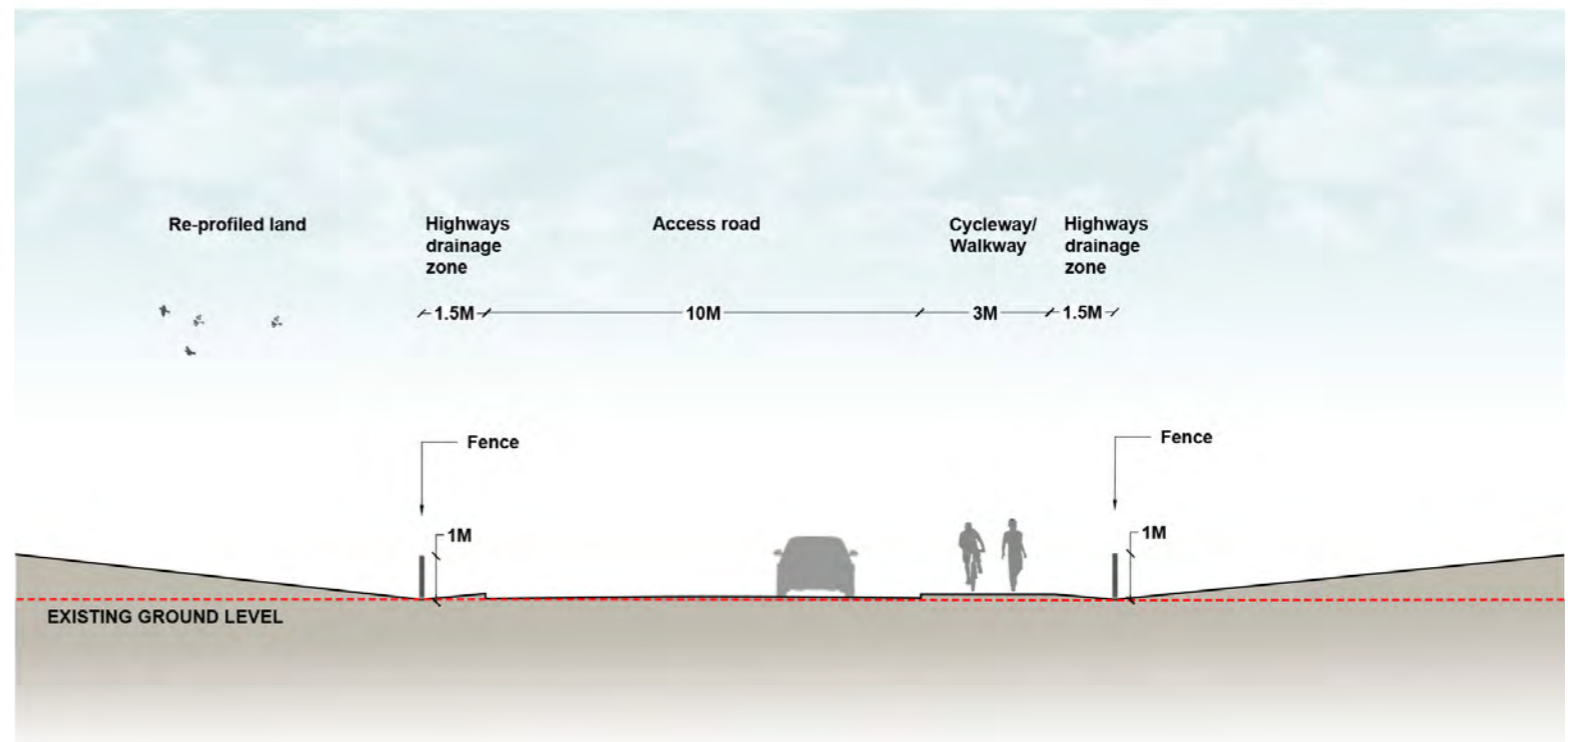 Re-profiled land
Highways
drainage
zone
Access road
Cycleway/
Walkway
Highways
drainage
zone
1.5M
10M
3M
1.5M
Fence
Fence
1M
1M
EXISTING GROUND LEVEL